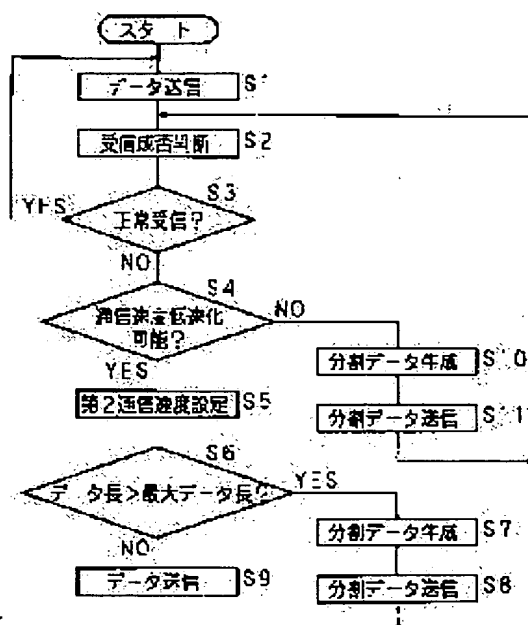 スタート
データ送信 S1
受信成否判断 S2
S3
YES
正常受信?
NO
S4
通信速度低速化
可能?
NO
YES
分割データ生成 S10
第2通信速度設定 S5
分割データ送信 S11
S6
データ長>最大データ長?
YES
NO
分割データ生成 S7
データ送信 S9
分割データ送信 S8